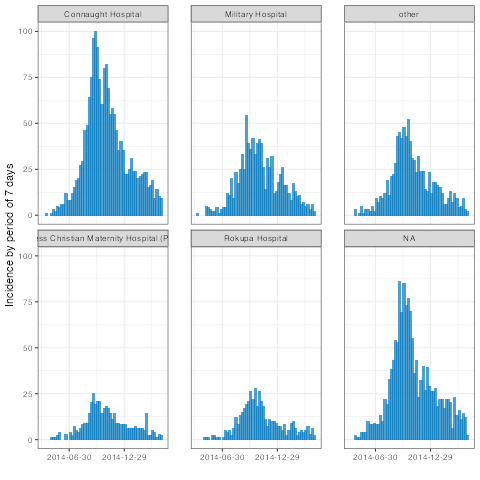 Connaught Hospital
Military Hospital
other
100
75
50
25
0
ss Christian Maternity Hospital (P
Rokupa Hospital
NA
100
75
50
25
0
2014-06-30
2014-12-29
2014-06-30
2014-12-29
2014-06-30
2014-12-29
Incidence by period of 7 days